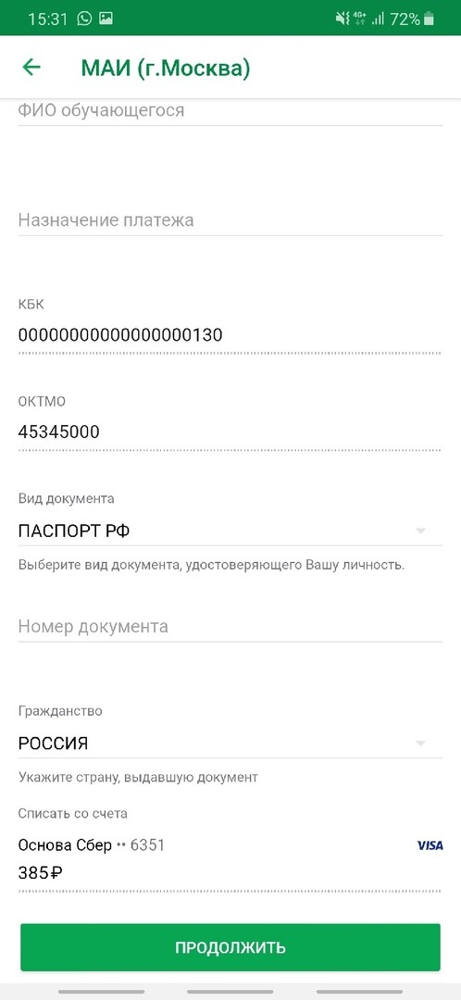 15:31 4G+ 72%
МАИ (г.Москва)
ФИО обучающегося
Назначение платежа
КБК
00000000000000000130
ОКТМО
45345000
Вид документа
ПАСПОРТ РФ
Выберите вид документа, удостоверяющего Вашу личность.
Номер документа
Гражданство
РОССИЯ
Укажите страну, выдавшую документ
Списать со счета
Основа Сбер •• 6351 VISA
385 ₽
ПРОДОЛЖИТЬ